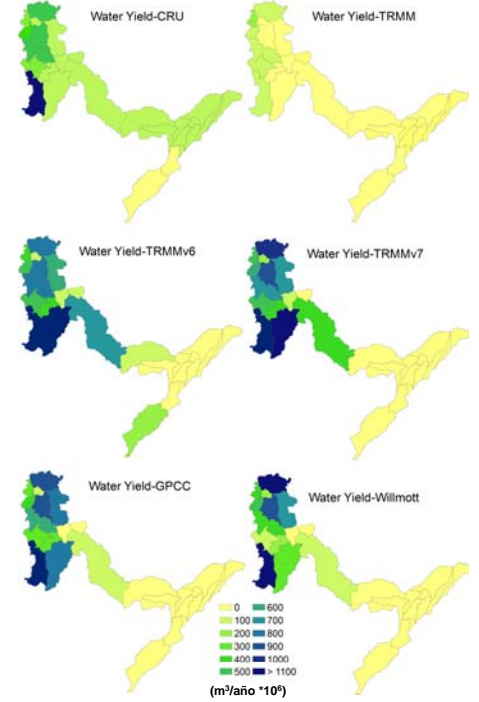 Water Yield-CRU
Water Yield-TRMM
Water Yield-TRMMv6
Water Yield-TRMMv7
Water Yield-GPCC
Water Yield-Willmott
0 600
100 700
200 800
300 900
400 1000
500 > 1100
(m³/año *10⁶)